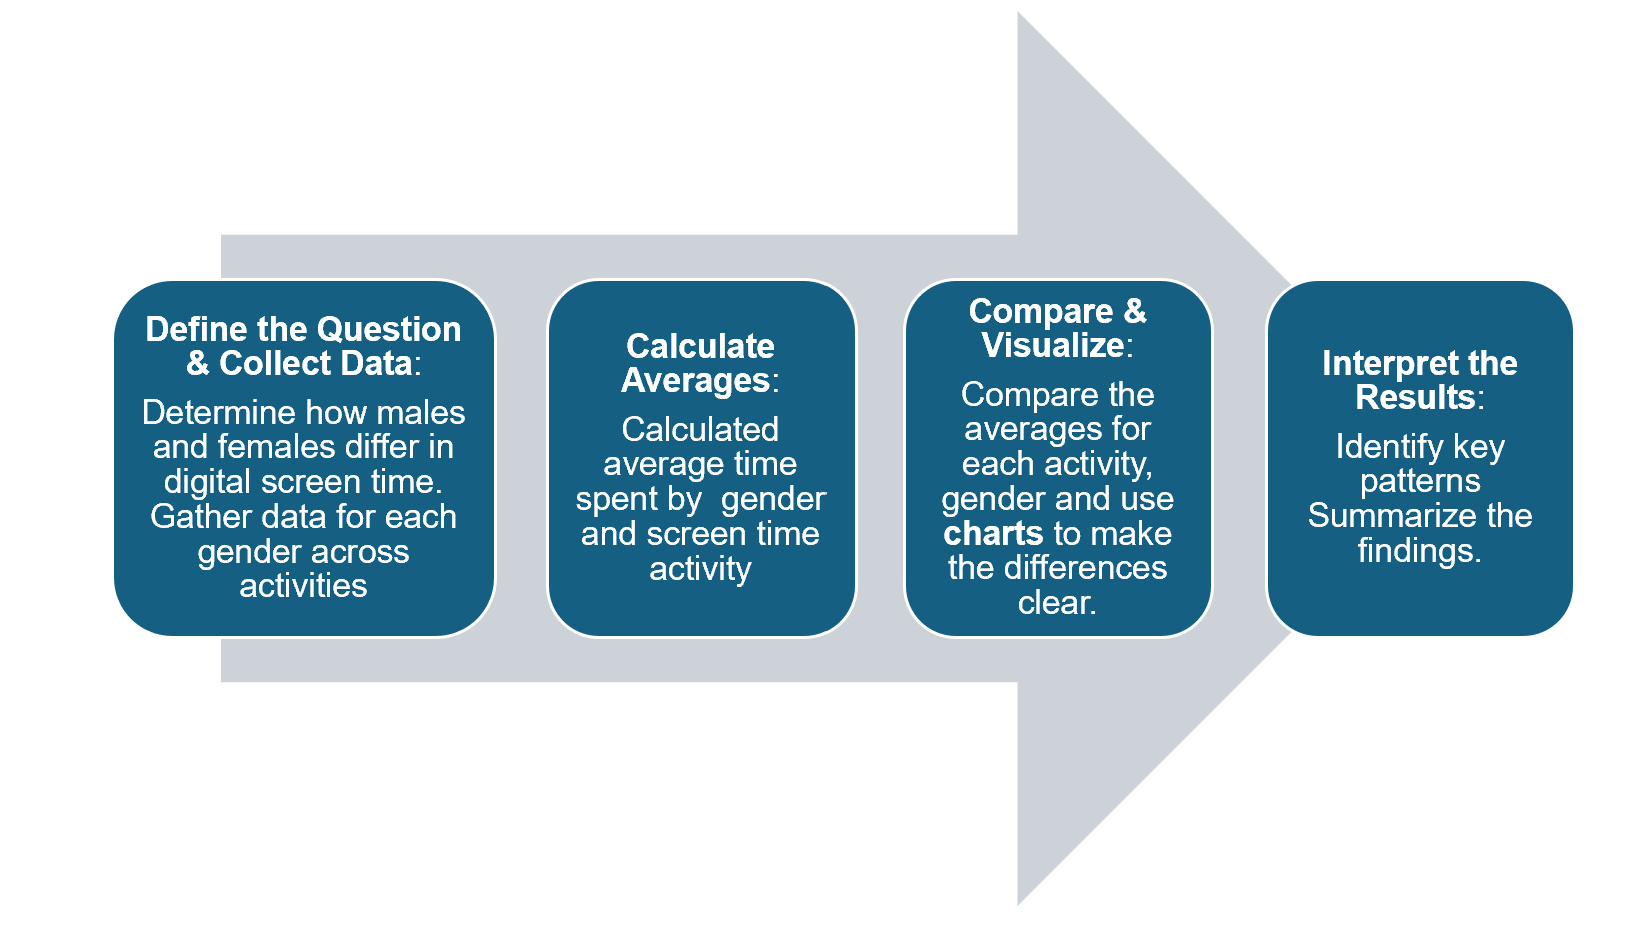 Define the Question
& Collect Data:
Determine how males
and females differ in
digital screen time.
Gather data for each
gender across
activities
Calculate
Averages:
Calculated
average time
spent by  gender
and screen time
activity
Compare &
Visualize:
Compare the
averages for
each activity,
gender and use
charts to make
the differences
clear.
Interpret the
Results:
Identify key
patterns
Summarize the
findings.